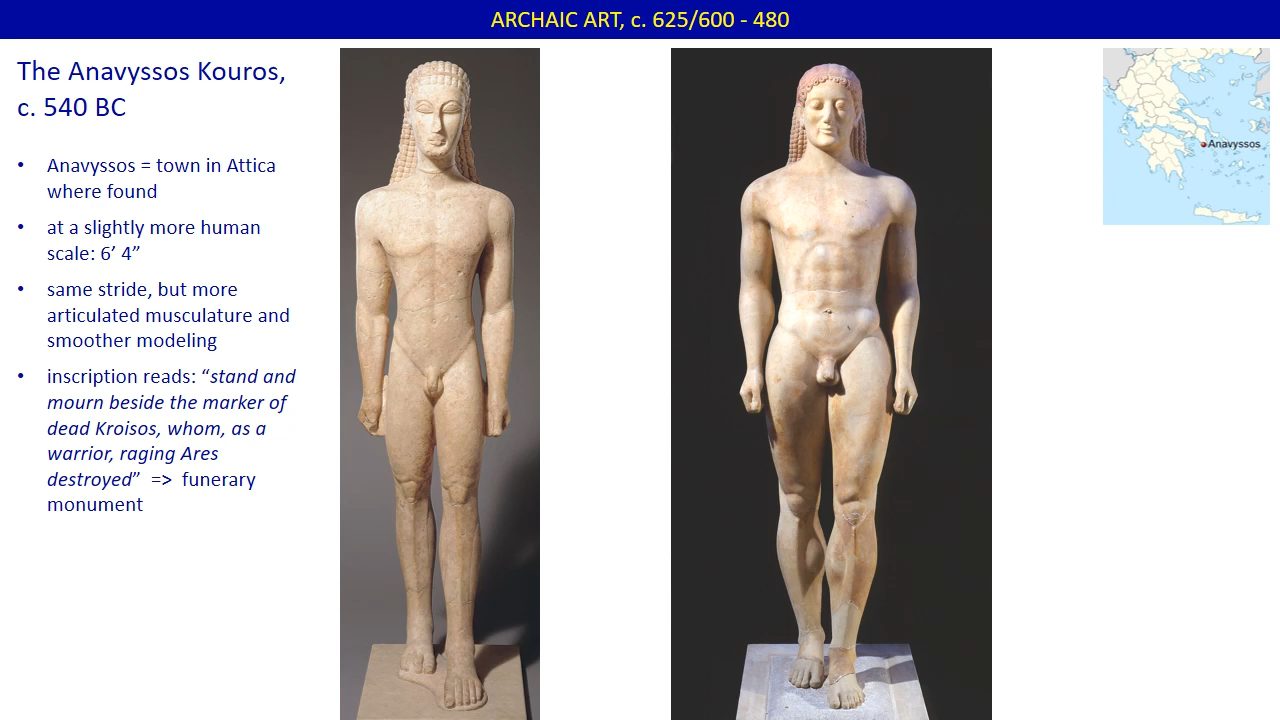 ARCHAIC ART, c. 625/600 - 480
The Anavyssos Kouros,
c. 540 BC
• Anavyssos = town in Attica
where found
• at a slightly more human
scale: 6’ 4”
• same stride, but more
articulated musculature and
smoother modeling
• inscription reads: “stand and
mourn beside the marker of
dead Kroisos, whom, as a
warrior, raging Ares
destroyed” => funerary
monument
Anavyssos